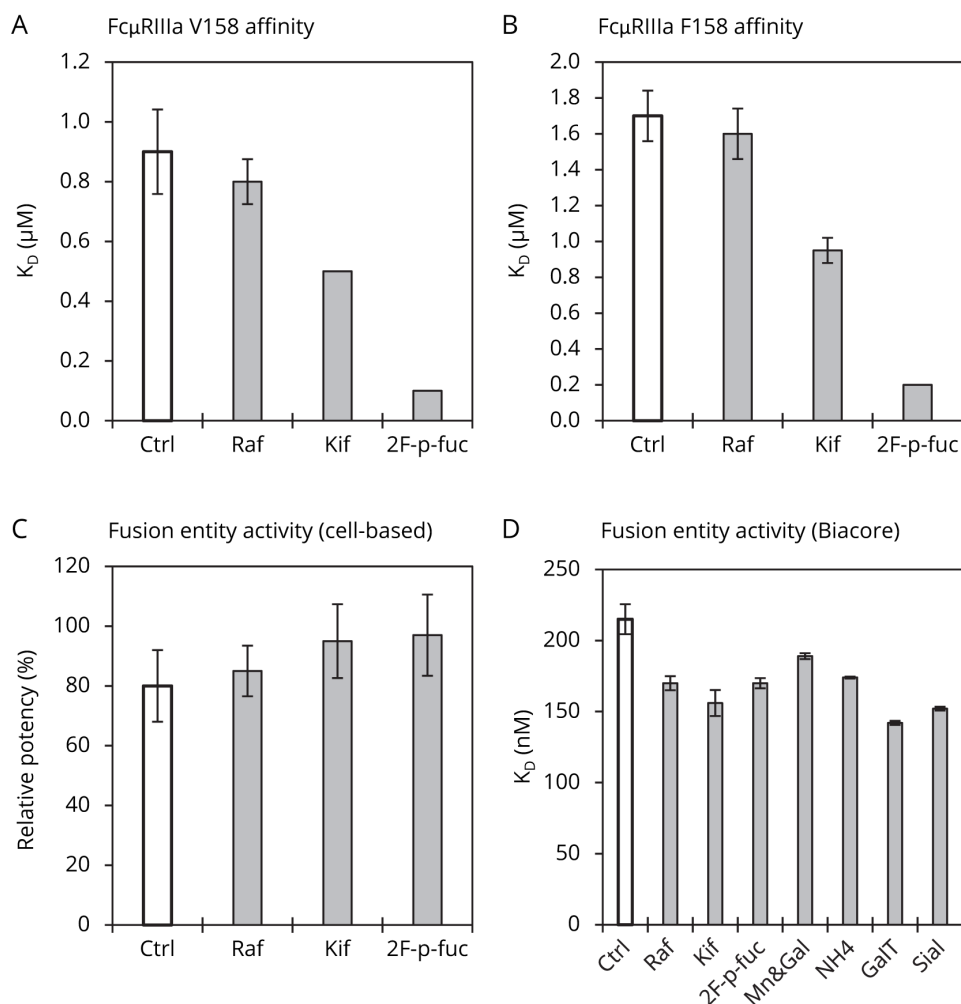 A FcμRIIIa V158 affinity
1.2
1.0
0.8
0.6
0.4
0.2
0.0
K_D (μM)
Ctrl Raf Kif 2F-p-fuc
B FcμRIIIa F158 affinity
2.0
1.8
1.6
1.4
1.2
1.0
0.8
0.6
0.4
0.2
0.0
K_D (μM)
Ctrl Raf Kif 2F-p-fuc
C Fusion entity activity (cell-based)
120
100
80
60
40
20
0
Relative potency (%)
Ctrl Raf Kif 2F-p-fuc
D Fusion entity activity (Biacore)
250
200
150
100
50
0
K_D (nM)
Ctrl Raf Kif 2F-p-fuc Mn&Gal NH4 GalT Sial